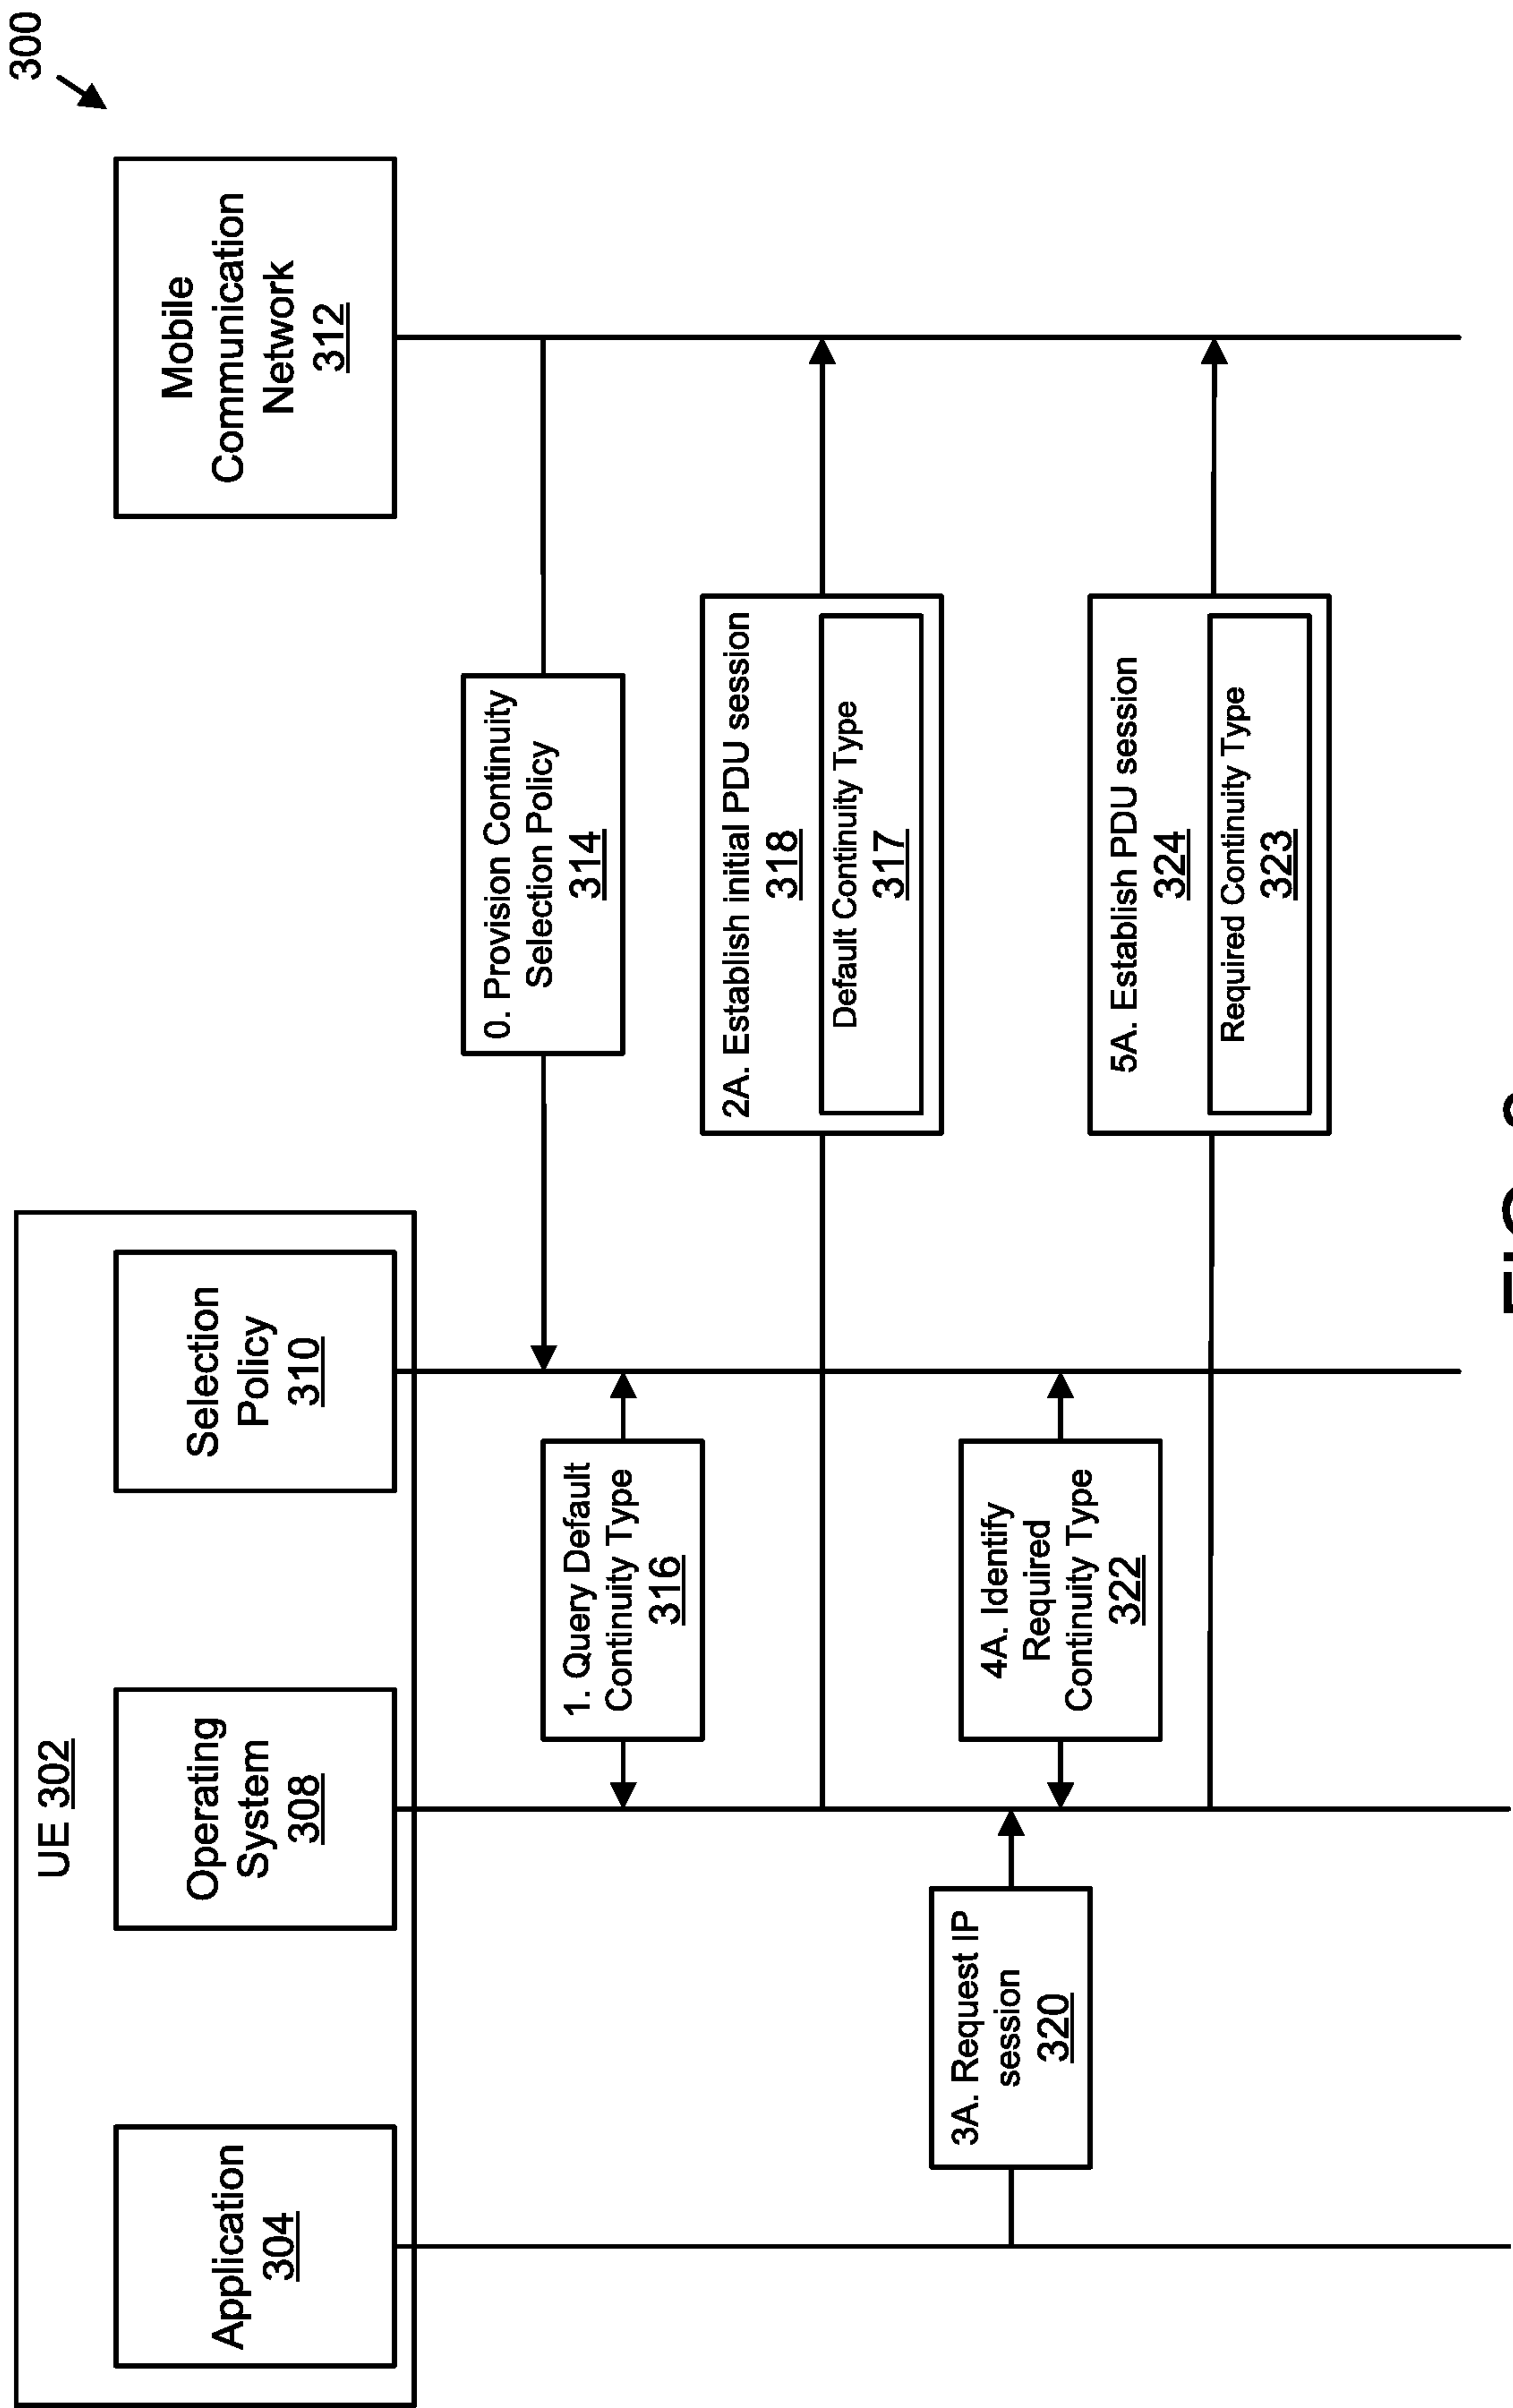 300
UE 302
Application
304
Operating
System
308
Selection
Policy
310
Mobile
Communication
Network
312
0. Provision Continuity
Selection Policy
314
1. Query Default
Continuity Type
316
2A. Establish initial PDU session
318
Default Continuity Type
317
3A. Request IP
session
320
4A. Identify
Required
Continuity Type
322
5A. Establish PDU session
324
Required Continuity Type
323